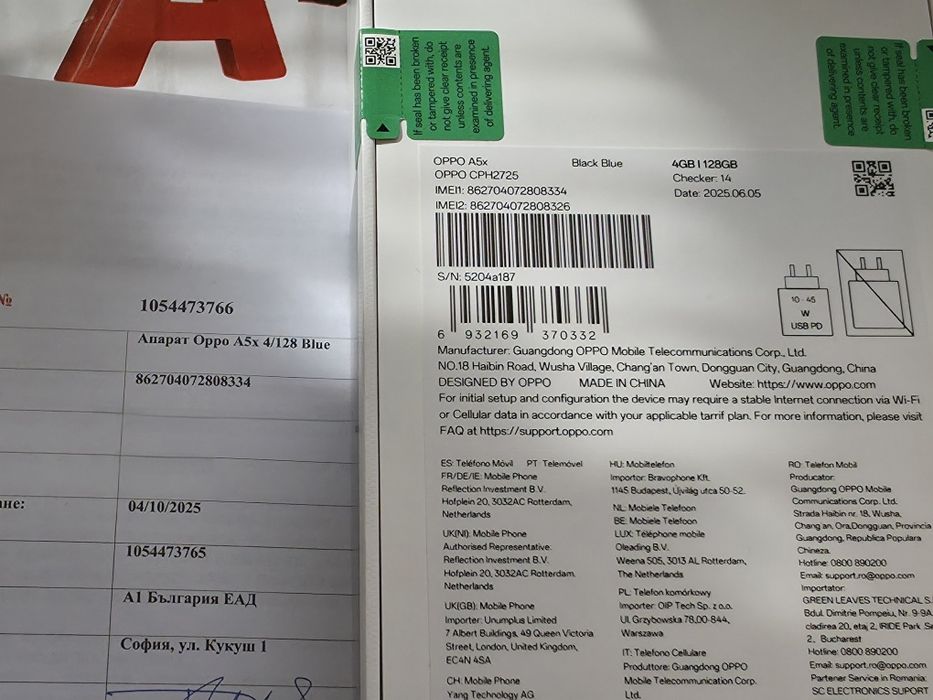 A
№ 1054473766
Апарат Oppo A5x 4/128 Blue
862704072808334
ане: 04/10/2025
1054473765
А1 България ЕАД
София, ул. Кукуш 1
If seal has been broken
or tampered with, do
not give clear receipt
unless contents are
examined in presence
of delivering agent.
If seal has been broken
or tampered with, do
not give clear receipt
unless contents are
examined in presence
of delivering agent.
OPPO A5x Black Blue 4GB | 128GB
OPPO CPH2725 Checker: 14
IMEI1: 862704072808334 Date: 2025.06.05
IMEI2: 862704072808326
S/N: 5204a187
6 932169 370332
10 - 45
W
USB PD
Manufacturer: Guangdong OPPO Mobile Telecommunications Corp., Ltd.
NO.18 Haibin Road, Wusha Village, Chang'an Town, Dongguan City, Guangdong, China
DESIGNED BY OPPO MADE IN CHINA Website: https://www.oppo.com
For initial setup and configuration the device may require a stable Internet connection via Wi-Fi
or Cellular data in accordance with your applicable tarrif plan. For more information, please visit
FAQ at https://support.oppo.com
ES: Teléfono Móvil PT: Telemóvel
FR/DE/IE: Mobile Phone
Reflection Investment B.V.
Hofplein 20, 3032AC Rotterdam,
Netherlands
UK(NI): Mobile Phone
Authorised Representative:
Reflection Investment B.V.
Hofplein 20, 3032AC Rotterdam.
Netherlands
UK(GB): Mobile Phone
Importer: Unumplus Limited
7 Albert Buildings, 49 Queen Victoria
Street, London, United Kingdom,
EC4N 4SA
CH: Mobile Phone
Yang Technology AG
HU: Mobiltelefon
Importor: Bravophone Kft.
1145 Budapest, Újvilág utca 50-52.
NL: Mobiele Telefoon
BE: Mobiele Telefoon
LUX: Téléphone mobile
Oleading B.V.
Weena 505, 3013 AL Rotterdam,
The Netherlands
PL: Telefon komórkowy
Importer: OIP Tech Sp. z o.o.
Ul. Grzybowska 78,00-844,
Warszawa
IT: Telefono Cellulare
Produttore: Guangdong OPPO
Mobile Telecommunications Corp.
Ltd.
RO: Telefon Mobil
Producator:
Guangdong OPPO Mobile
Communications Corp. Ltd.
Strada Haibin nr. 18, Wusha,
Chang an, Ora,Dongguan, Provincia
Guangdong, Republica Populara
Chineza.
Hotline: 0800 890200
Email: support.ro@oppo.com
Importator:
GREEN LEAVES TECHNICAL S.
Bdul. Dimitrie Pompeiu, Nr. 9-9A,
cladirea 20, etaj 2, IRIDE Park Se
2, Bucharest
Hotline: 0800 890200
Email: support.ro@oppo.com
Partener Service in Romania:
SC ELECTRONICS SUPORT